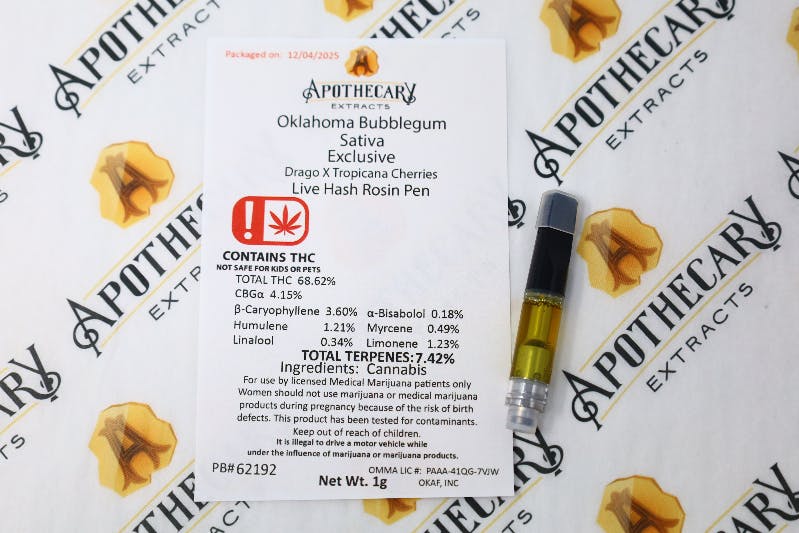 Packaged on: 12/04/2025
APOTHECARY
EXTRACTS
Oklahoma Bubblegum
Sativa
Exclusive
Drago X Tropicana Cherries
Live Hash Rosin Pen
!
CONTAINS THC
NOT SAFE FOR KIDS OR PETS
TOTAL THC 68.62%
CBGα 4.15%
β-Caryophyllene 3.60% α-Bisabolol 0.18%
Humulene 1.21% Myrcene 0.49%
Linalool 0.34% Limonene 1.23%
TOTAL TERPENES:7.42%
Ingredients: Cannabis
For use by licensed Medical Marijuana patients only
Women should not use marijuana or medical marijuana
products during pregnancy because of the risk of birth
defects. This product has been tested for contaminants.
Keep out of reach of children.
It is illegal to drive a motor vehicle while
under the influence of marijuana or marijuana products.
PB#62192
OMMA LIC #: PAAA-41QG-7VJW
Net Wt. 1g
OKAF, INC
APOTHECARY
EXTRACTS
APOTHECARY
EXTRACTS
APOTHECARY
EXTRACTS